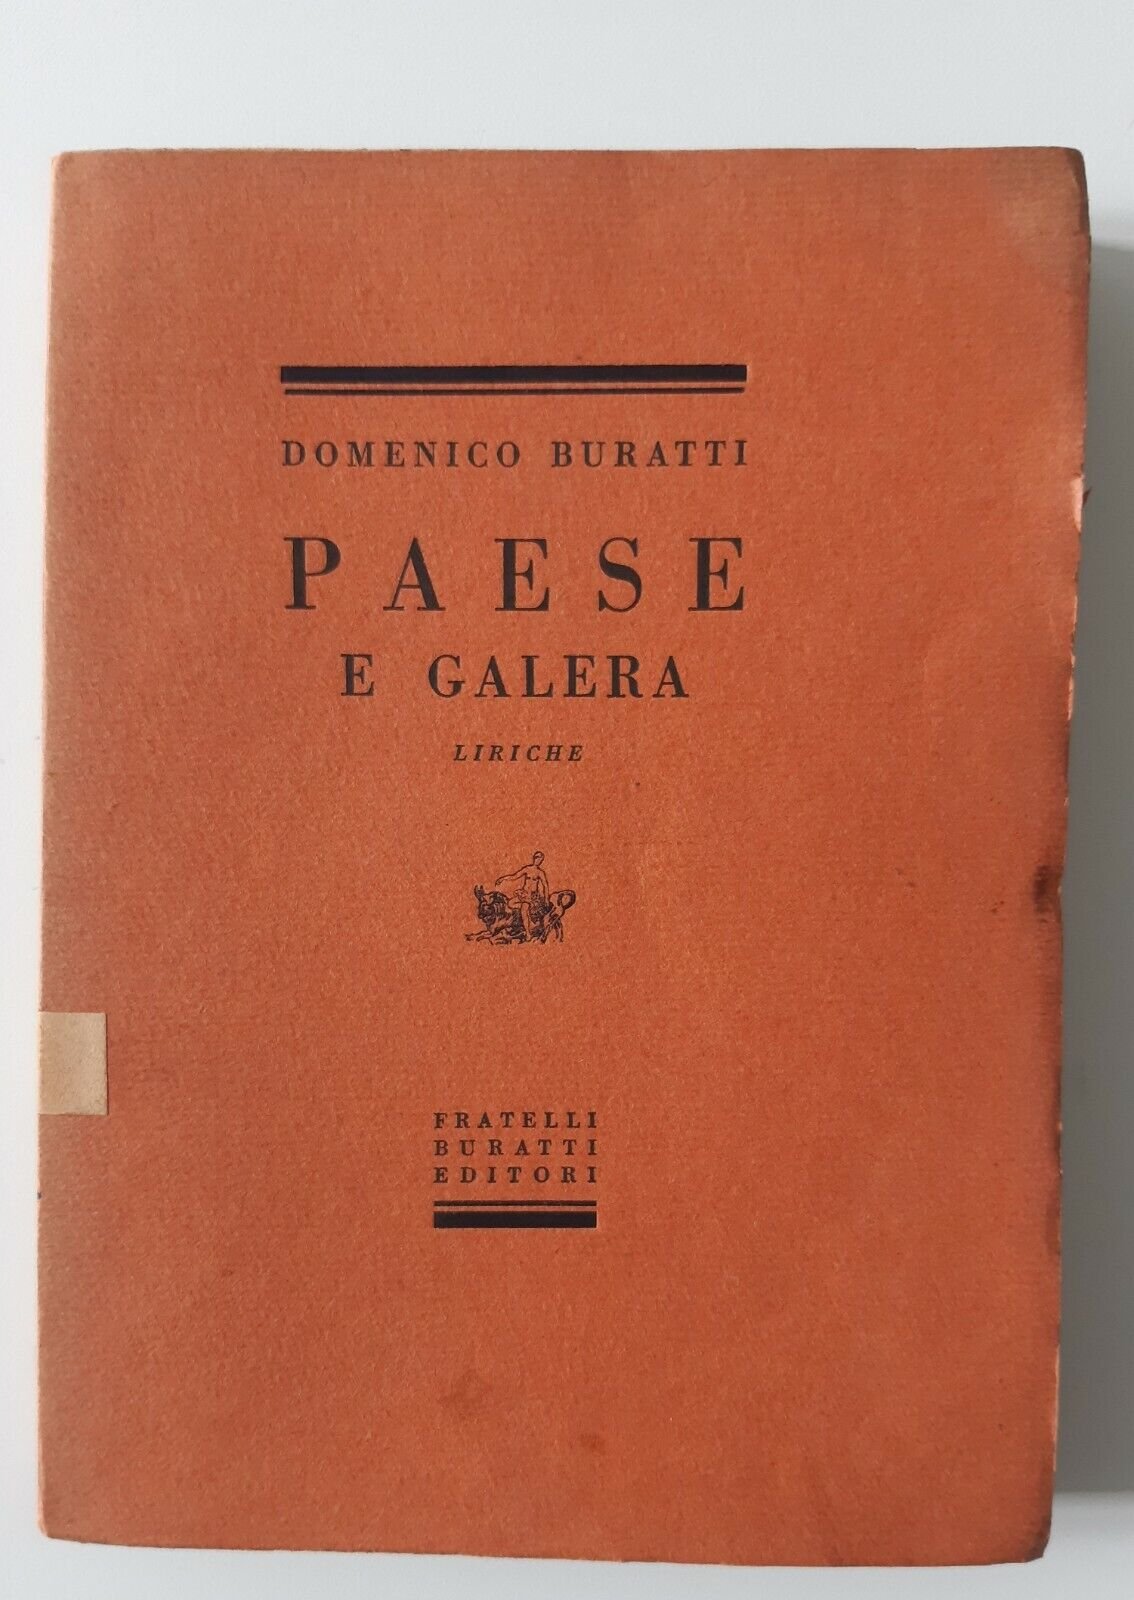 DOMENICO BURATTI
PAESE
E GALERA
LIRICHE
FRATELLI
BURATTI
EDITORI